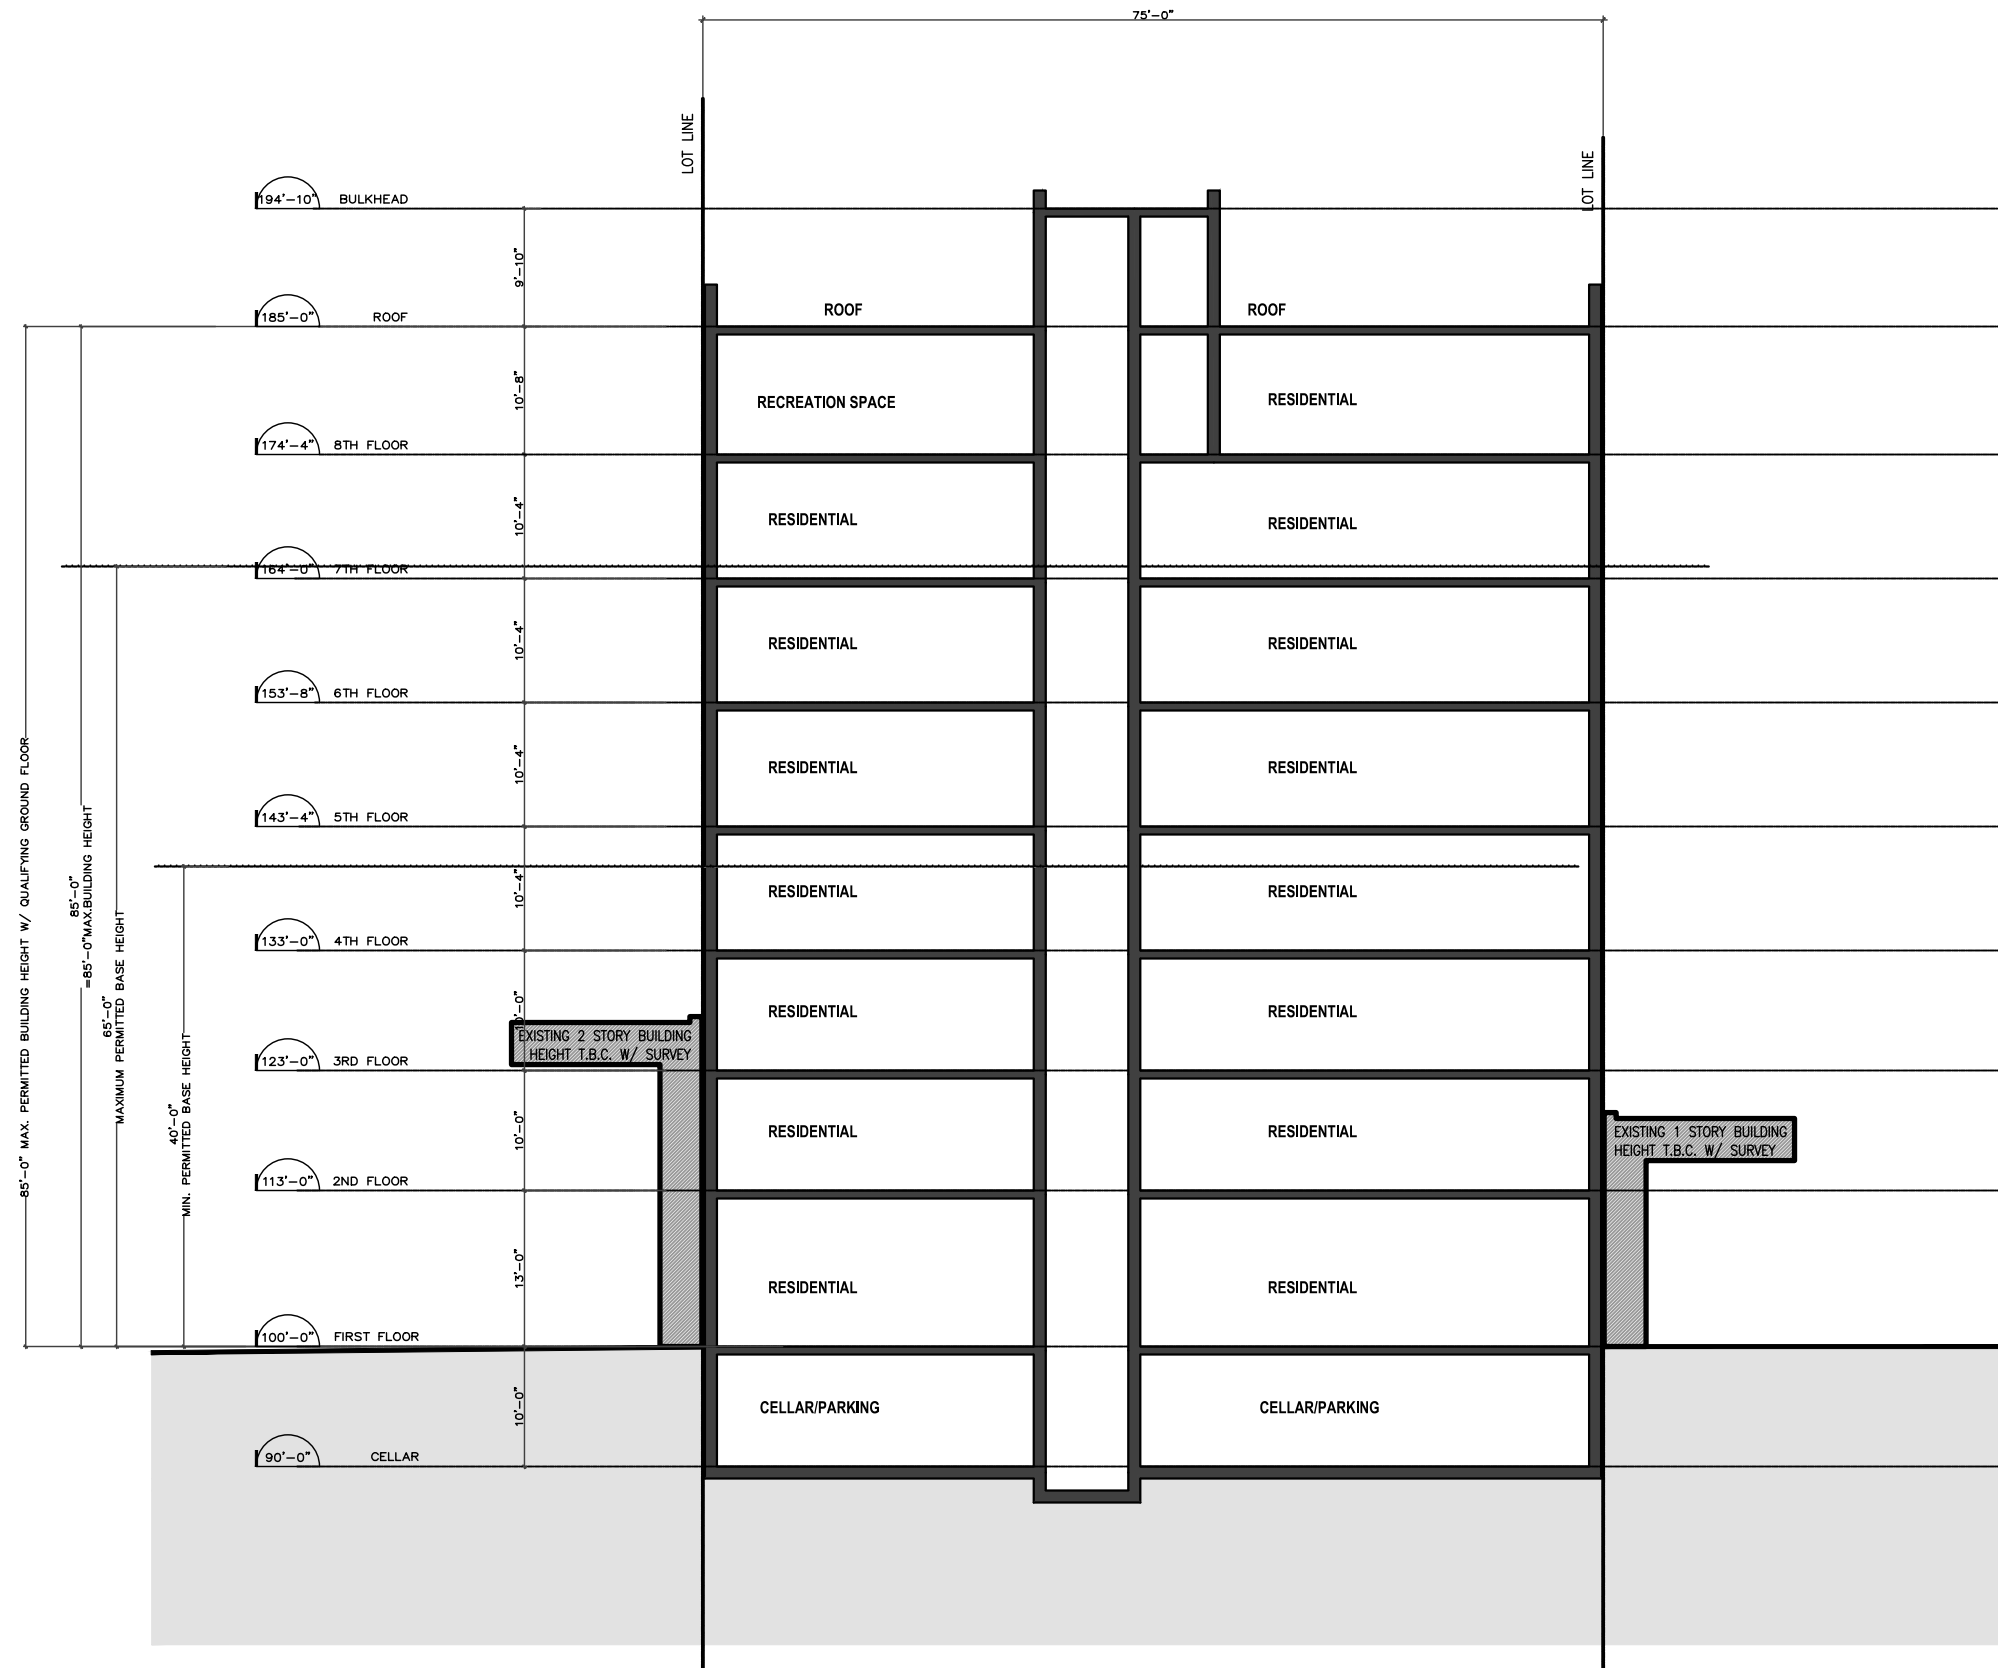 75'-0"
LOT LINE
LOT LINE
194'-10" BULKHEAD
9'-10"
185'-0" ROOF
ROOF
ROOF
10'-8"
RECREATION SPACE
RESIDENTIAL
174'-4" 8TH FLOOR
10'-4"
RESIDENTIAL
RESIDENTIAL
164'-0" 7TH FLOOR
10'-4"
RESIDENTIAL
RESIDENTIAL
153'-8" 6TH FLOOR
10'-4"
RESIDENTIAL
RESIDENTIAL
143'-4" 5TH FLOOR
10'-4"
RESIDENTIAL
RESIDENTIAL
133'-0" 4TH FLOOR
10'-0"
RESIDENTIAL
RESIDENTIAL
EXISTING 2 STORY BUILDING
HEIGHT T.B.C. W/ SURVEY
123'-0" 3RD FLOOR
10'-0"
RESIDENTIAL
RESIDENTIAL
EXISTING 1 STORY BUILDING
HEIGHT T.B.C. W/ SURVEY
113'-0" 2ND FLOOR
13'-0"
RESIDENTIAL
RESIDENTIAL
100'-0" FIRST FLOOR
10'-0"
CELLAR/PARKING
CELLAR/PARKING
90'-0" CELLAR
85'-0" MAX. PERMITTED BUILDING HEIGHT W/ QUALIFYING GROUND FLOOR
85'-0"
=85'-0"MAX.BUILDING HEIGHT
65'-0"
MAXIMUM PERMITTED BASE HEIGHT
40'-0"
MIN. PERMITTED BASE HEIGHT